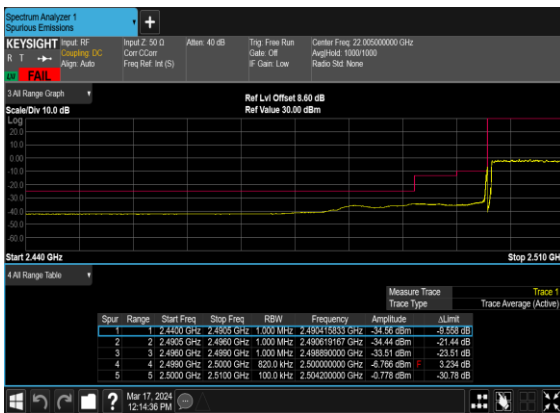 Spectrum Analyzer 1
Spurious Emissions
+
KEYSIGHT Input: RF Input Z: 50 Ω Atten: 40 dB Trig: Free Run Center Freq: 22.005000000 GHz
R T Coupling: DC Corr CCorr Gate: Off Avg|Hold: 1000/1000
Align: Auto Freq Ref: Int (S) IF Gain: Low Radio Std: None
LV FAIL
3 All Range Graph Ref Lvl Offset 8.60 dB
Scale/Div 10.0 dB Ref Value 30.00 dBm
Log
20.0
10.0
0.00
-10.0
-20.0
-30.0
-40.0
-50.0
-60.0
Start 2.440 GHz Stop 2.510 GH
4 All Range Table
Measure Trace Trace 1
Trace Type Trace Average (Active)
Spur Range Start Freq Stop Freq RBW Frequency Amplitude ΔLimit
1 1 2.4400 GHz 2.4905 GHz 1.000 MHz 2.490415833 GHz -34.56 dBm -9.558 dB
2 2 2.4905 GHz 2.4960 GHz 1.000 MHz 2.490619167 GHz -34.44 dBm -21.44 dB
3 3 2.4960 GHz 2.4990 GHz 1.000 MHz 2.498890000 GHz -33.51 dBm -23.51 dB
4 4 2.4990 GHz 2.5000 GHz 820.0 kHz 2.500000000 GHz -6.766 dBm F 3.234 dB
5 5 2.5000 GHz 2.5100 GHz 100.0 kHz 2.504200000 GHz -0.778 dBm -30.78 dB
? Mar 17, 2024
12:14:36 PM